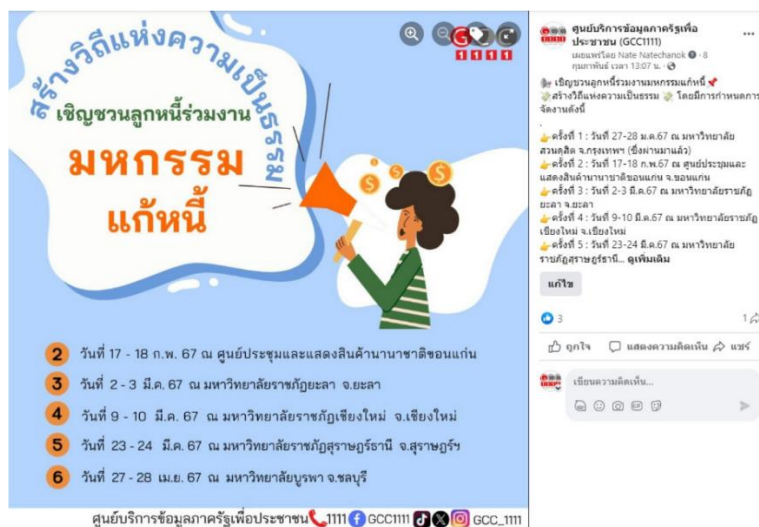 สร้างวิถีแห่งความเป็นธรรม
เชิญชวนลูกหนี้ร่วมงาน
มหกรรม
แก้หนี้
1111
2 วันที่ 17 - 18 ก.พ. 67 ณ ศูนย์ประชุมและแสดงสินค้านานาชาติขอนแก่น
3 วันที่ 2 - 3 มี.ค. 67 ณ มหาวิทยาลัยราชภัฏยะลา จ.ยะลา
4 วันที่ 9 - 10 มี.ค. 67 ณ มหาวิทยาลัยราชภัฏเชียงใหม่ จ.เชียงใหม่
5 วันที่ 23 - 24 มี.ค. 67 ณ มหาวิทยาลัยราชภัฏสุราษฎร์ธานี จ.สุราษฎร์ฯ
6 วันที่ 27 - 28 เม.ย. 67 ณ มหาวิทยาลัยบูรพา จ.ชลบุรี
ศูนย์บริการข้อมูลภาครัฐเพื่อประชาชน 1111 GCC1111 GCC_1111
ศูนย์บริการข้อมูลภาครัฐเพื่อ
ประชาชน (GCC1111)
เผยแพร่โดย Nate Natechanok · 8
กุมภาพันธ์ เวลา 13:07 น. ·
เชิญชวนลูกหนี้ร่วมงานมหกรรมแก้หนี้
สร้างวิถีแห่งความเป็นธรรม โดยมีการกำหนดการ
จัดงานดังนี้
.
ครั้งที่ 1 : วันที่ 27-28 ม.ค.67 ณ มหาวิทยาลัย
สวนดุสิต จ.กรุงเทพฯ (ซึ่งผ่านมาแล้ว)
ครั้งที่ 2 : วันที่ 17-18 ก.พ.67 ณ ศูนย์ประชุมและ
แสดงสินค้านานาชาติขอนแก่น จ.ขอนแก่น
ครั้งที่ 3 : วันที่ 2-3 มี.ค.67 ณ มหาวิทยาลัยราชภัฏ
ยะลา จ.ยะลา
ครั้งที่ 4 : วันที่ 9-10 มี.ค.67 ณ มหาวิทยาลัยราชภัฏ
เชียงใหม่ จ.เชียงใหม่
ครั้งที่ 5 : วันที่ 23-24 มี.ค.67 ณ มหาวิทยาลัย
ราชภัฏสุราษฎร์ธานี... ดูเพิ่มเติม
แก้ไข
3 1
ถูกใจ แสดงความคิดเห็น แชร์
เขียนความคิดเห็น...